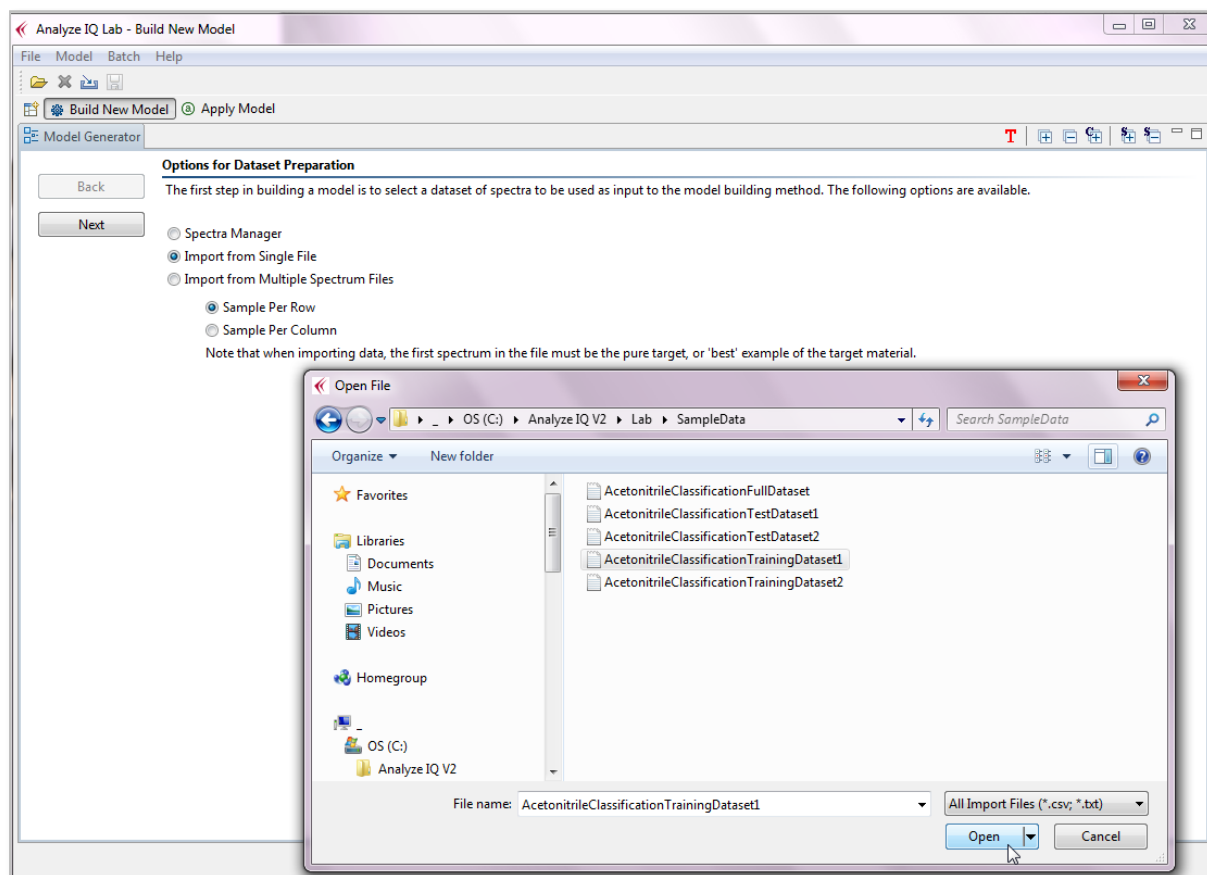 Analyze IQ Lab - Build New Model
File Model Batch Help
Build New Model Apply Model
Model Generator
T
Options for Dataset Preparation
Back
The first step in building a model is to select a dataset of spectra to be used as input to the model building method. The following options are available.
Next
Spectra Manager
Import from Single File
Import from Multiple Spectrum Files
Sample Per Row
Sample Per Column
Note that when importing data, the first spectrum in the file must be the pure target, or 'best' example of the target material.
Open File
_ OS (C:) Analyze IQ V2 Lab SampleData
Search SampleData
Organize New folder
Favorites
Libraries
Documents
Music
Pictures
Videos
Homegroup
_
OS (C:)
Analyze IQ V2
AcetonitrileClassificationFullDataset
AcetonitrileClassificationTestDataset1
AcetonitrileClassificationTestDataset2
AcetonitrileClassificationTrainingDataset1
AcetonitrileClassificationTrainingDataset2
File name: AcetonitrileClassificationTrainingDataset1 All Import Files (*.csv; *.txt)
Open Cancel